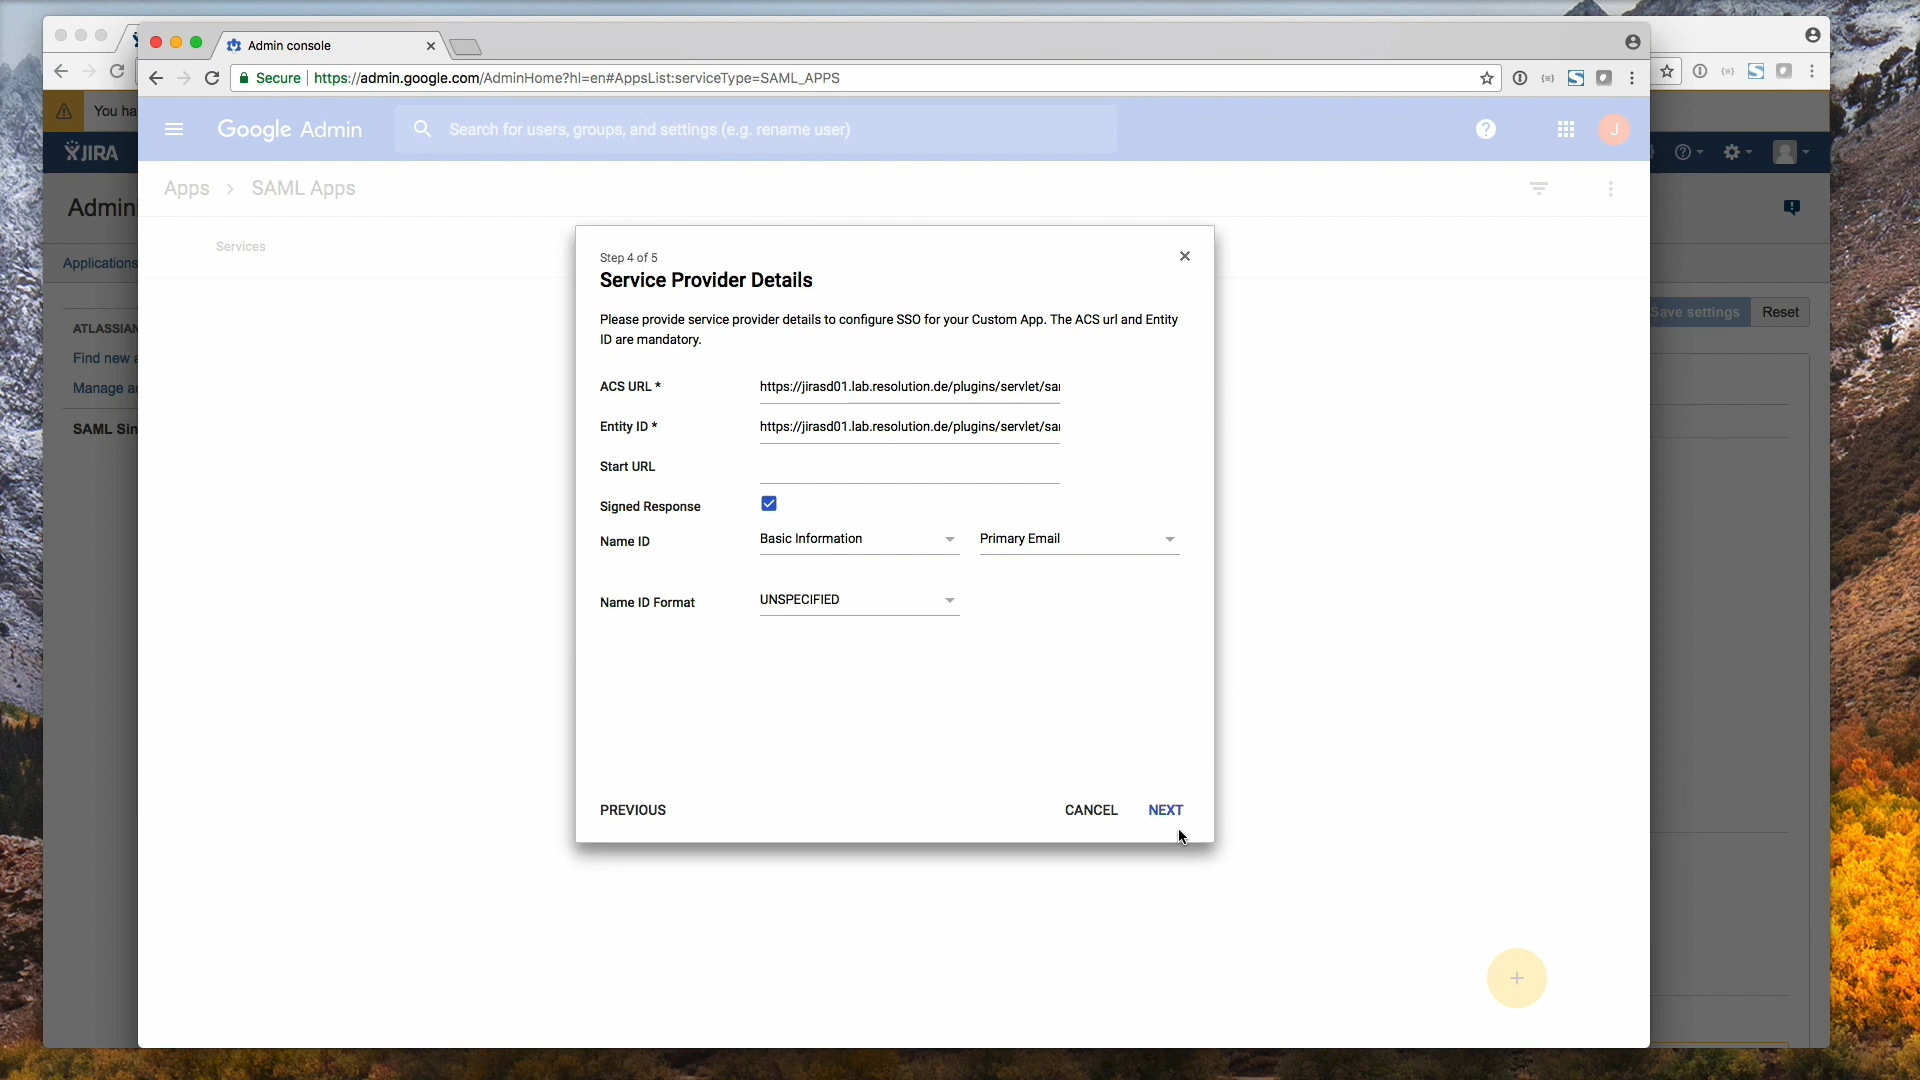 Admin console
Secure
https://admin.google.com/AdminHome?hl=en#AppsList:serviceType=SAML_APPS
You ha
Google Admin
Search for users, groups, and settings (e.g. rename user)
J
JIRA
Apps > SAML Apps
Admini
Services
Applications
Save settings
Reset
ATLASSIAN
Find new a
Manage a
SAML Sin
Step 4 of 5
Service Provider Details
Please provide service provider details to configure SSO for your Custom App. The ACS url and Entity
ID are mandatory.
ACS URL * https://jirasd01.lab.resolution.de/plugins/servlet/sa
Entity ID * https://jirasd01.lab.resolution.de/plugins/servlet/sa
Start URL
Signed Response
Name ID Basic Information Primary Email
Name ID Format UNSPECIFIED
PREVIOUS CANCEL NEXT